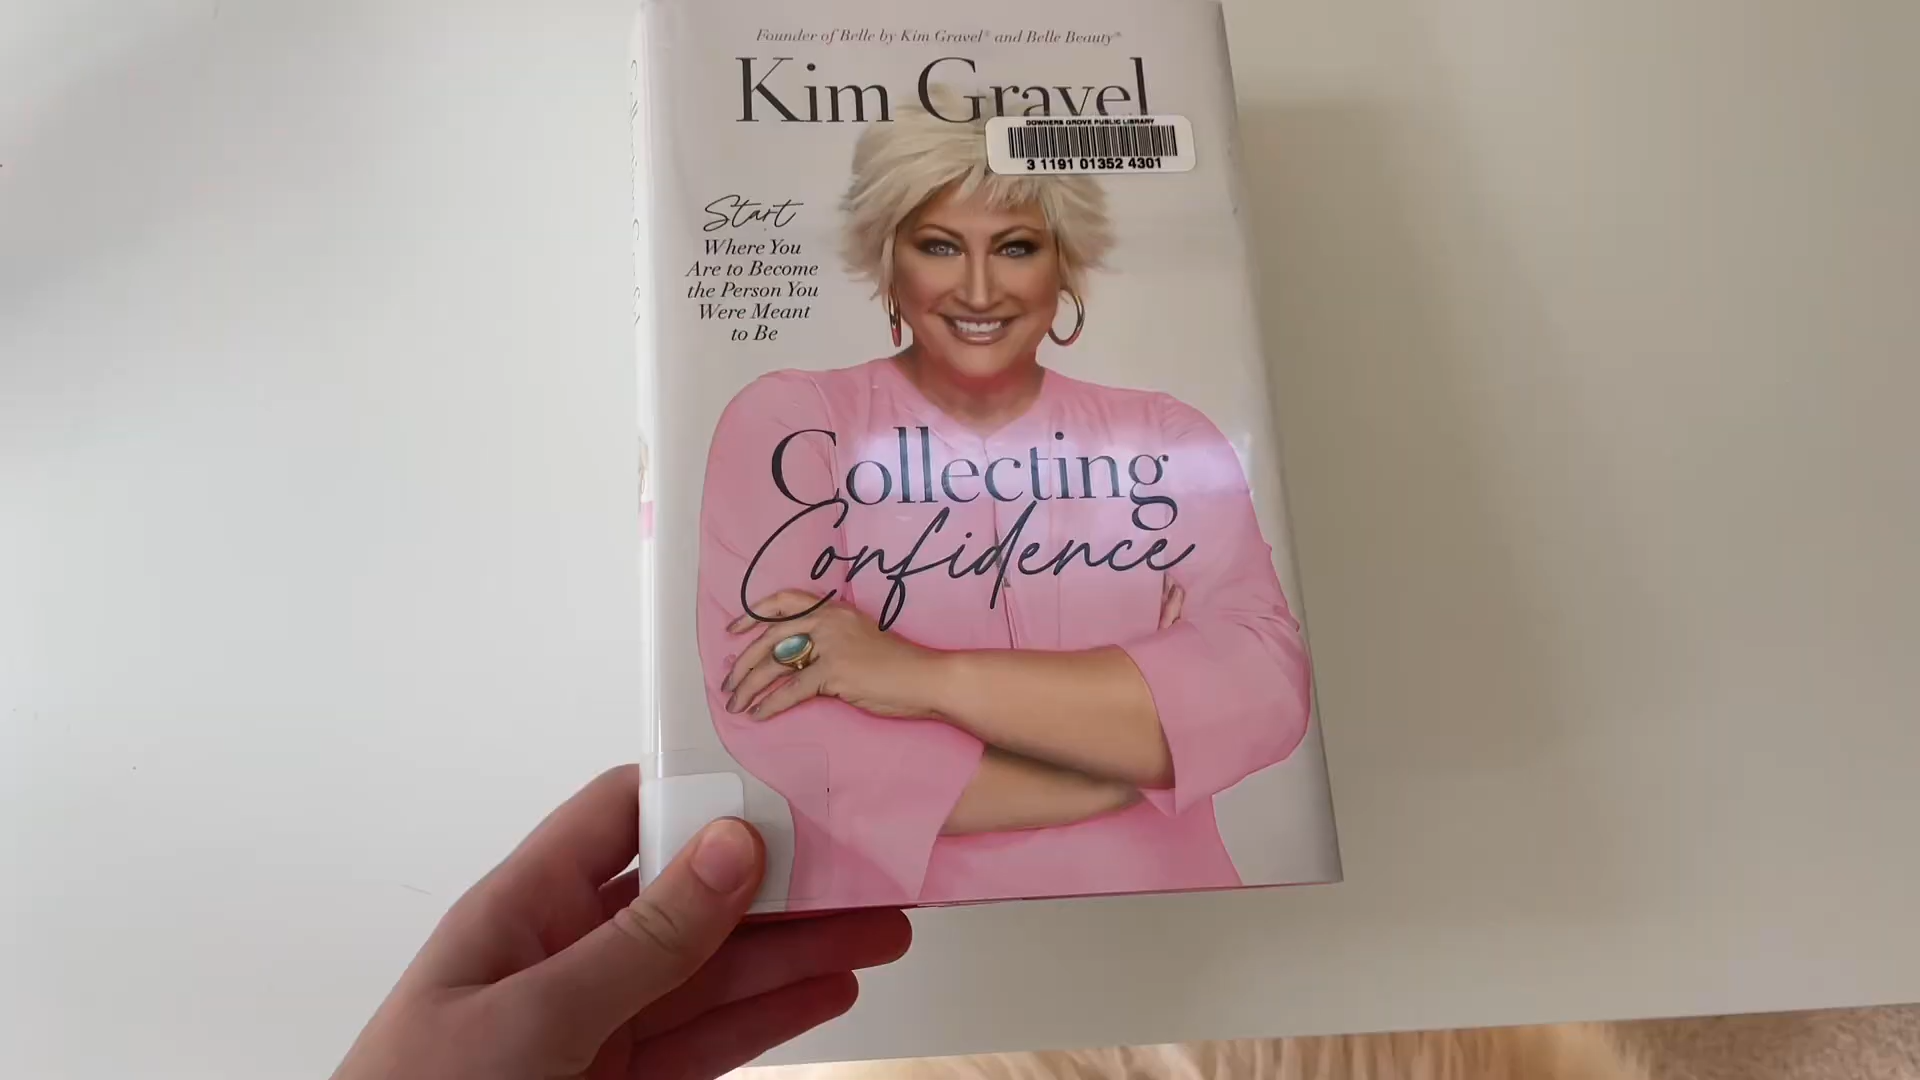 Founder of Belle by Kim Gravel® and Belle Beauty®
Kim Gravel
DOWNERS GROVE PUBLIC LIBRARY
3 1191 01352 4301
Start
Where You
Are to Become
the Person You
Were Meant
to Be
Collecting
Confidence